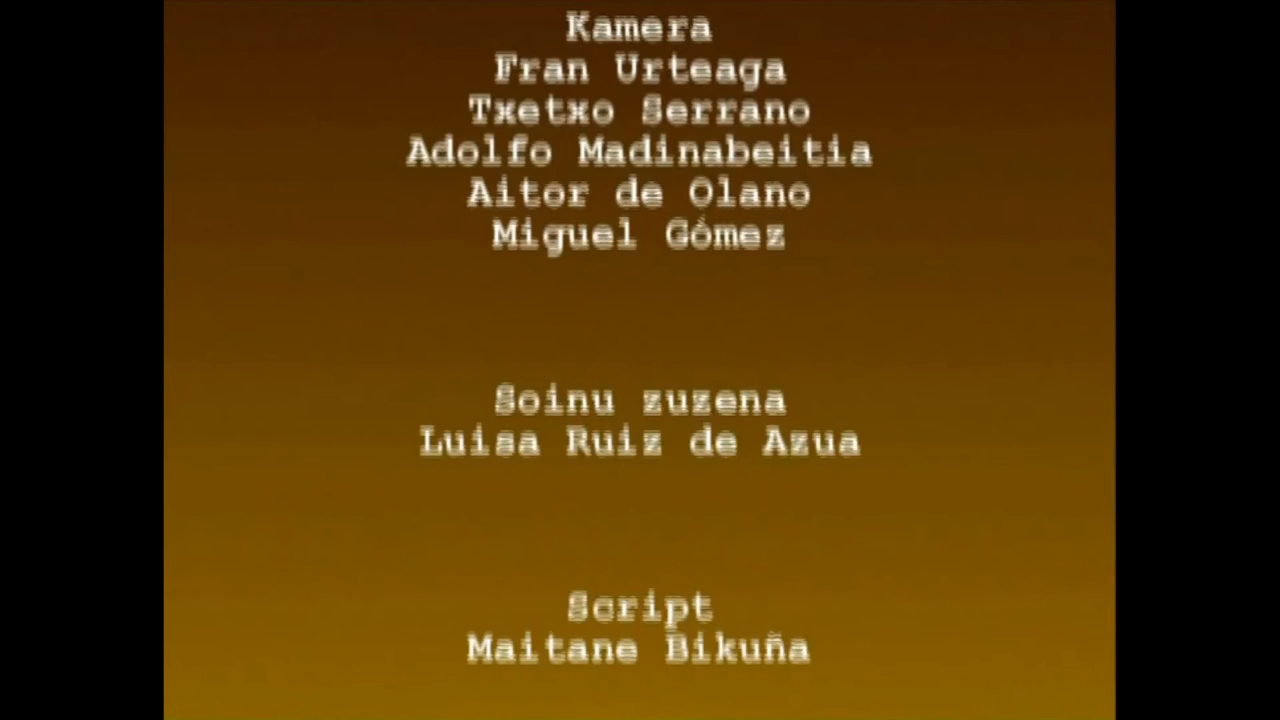 Kamera
Fran Urteaga
Txetxo Serrano
Adolfo Madinabeitia
Aitor de Olano
Miguel Gómez
Soinu zuzena
Luisa Ruiz de Azua
Script
Maitane Bikuña